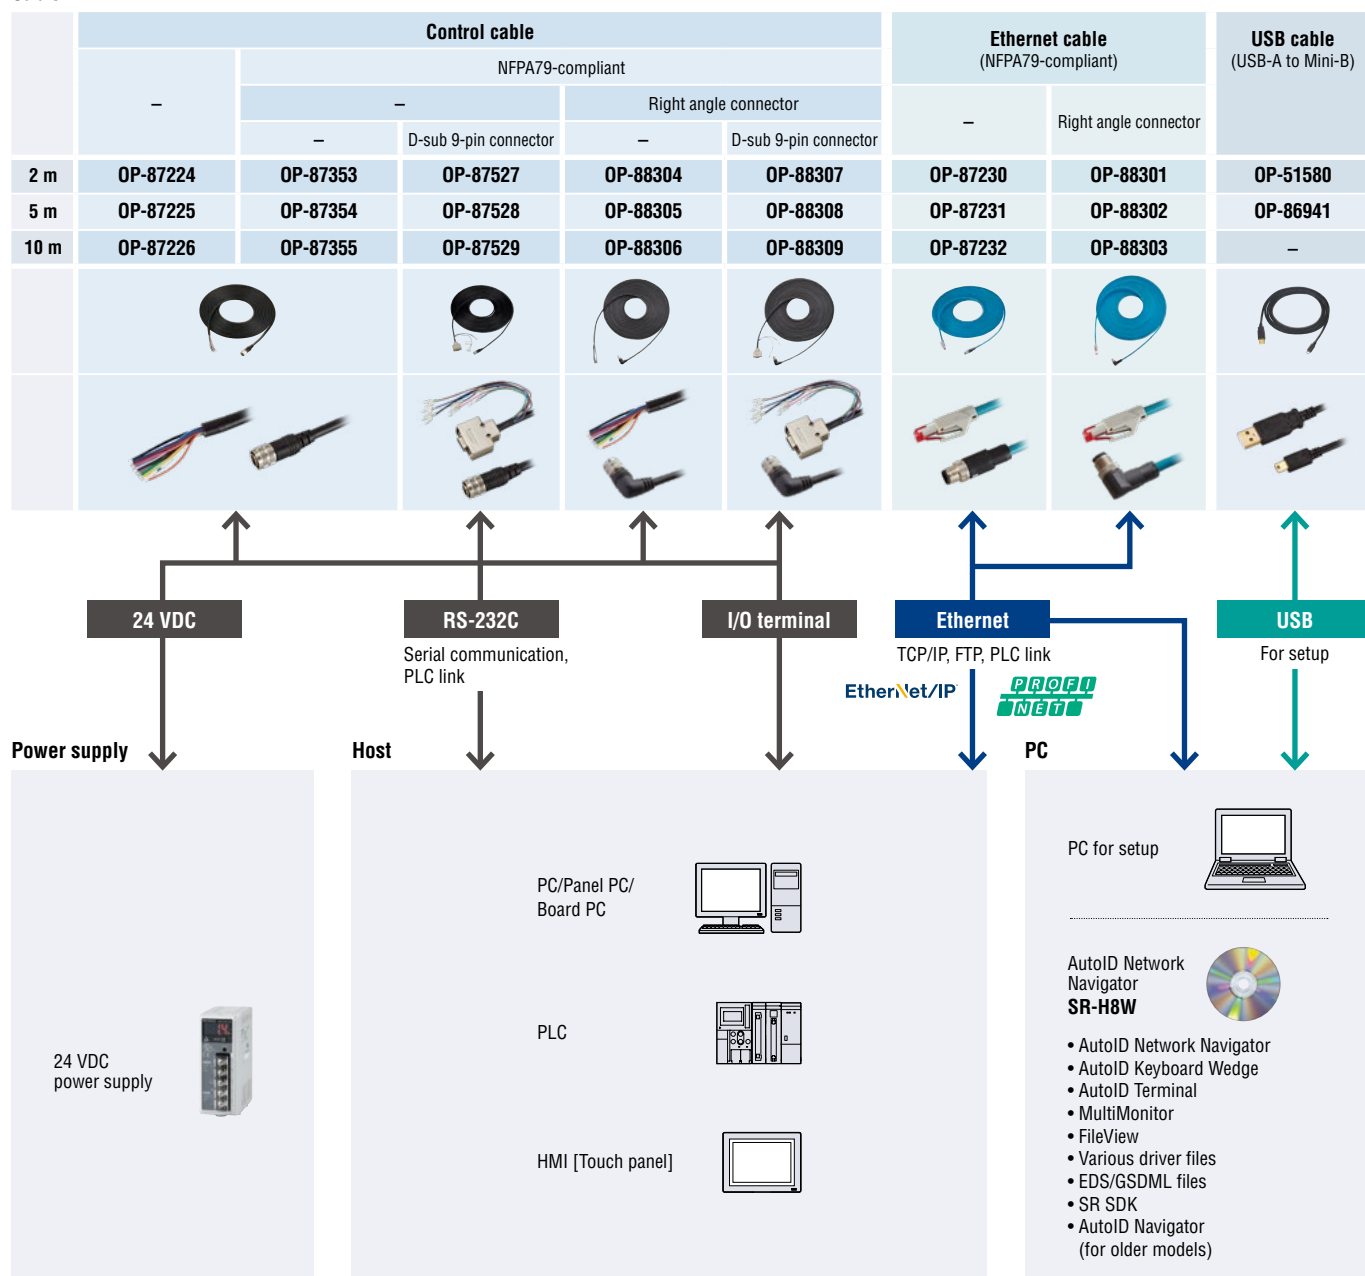 Control cable
Ethernet cable
(NFPA79-compliant)
USB cable
(USB-A to Mini-B)
–
NFPA79-compliant
–
Right angle connector
–
Right angle connector
–
D-sub 9-pin connector
–
D-sub 9-pin connector
2 m OP-87224 OP-87353 OP-87527 OP-88304 OP-88307 OP-87230 OP-88301 OP-51580
5 m OP-87225 OP-87354 OP-87528 OP-88305 OP-88308 OP-87231 OP-88302 OP-86941
10 m OP-87226 OP-87355 OP-87529 OP-88306 OP-88309 OP-87232 OP-88303 –
24 VDC
RS-232C
I/O terminal
Ethernet
USB
Serial communication,
PLC link
TCP/IP, FTP, PLC link
For setup
EtherNet/IP
PROFI
NET
Power supply
Host
PC
24 VDC
power supply
PC/Panel PC/
Board PC
PLC
HMI [Touch panel]
PC for setup
AutoID Network
Navigator
SR-H8W
• AutoID Network Navigator
• AutoID Keyboard Wedge
• AutoID Terminal
• MultiMonitor
• FileView
• Various driver files
• EDS/GSDML files
• SR SDK
• AutoID Navigator
(for older models)